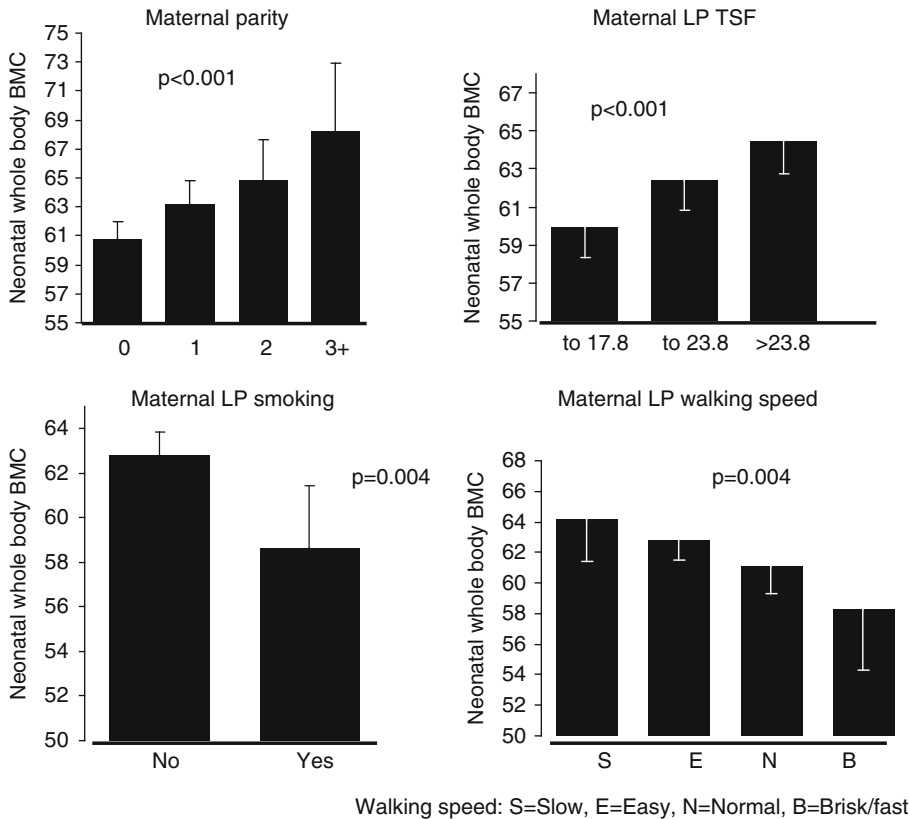 Maternal parity
Neonatal whole body BMC
75
73
71
69
67
65
63
61
59
57
55
p<0.001
0 1 2 3+
Maternal LP TSF
Neonatal whole body BMC
67
65
63
61
59
57
55
p<0.001
to 17.8 to 23.8 >23.8
Maternal LP smoking
Neonatal whole body BMC
64
62
60
58
56
54
52
50
p=0.004
No Yes
Maternal LP walking speed
Neonatal whole body BMC
68
66
64
62
60
58
56
54
52
50
p=0.004
S E N B
Walking speed: S=Slow, E=Easy, N=Normal, B=Brisk/fast